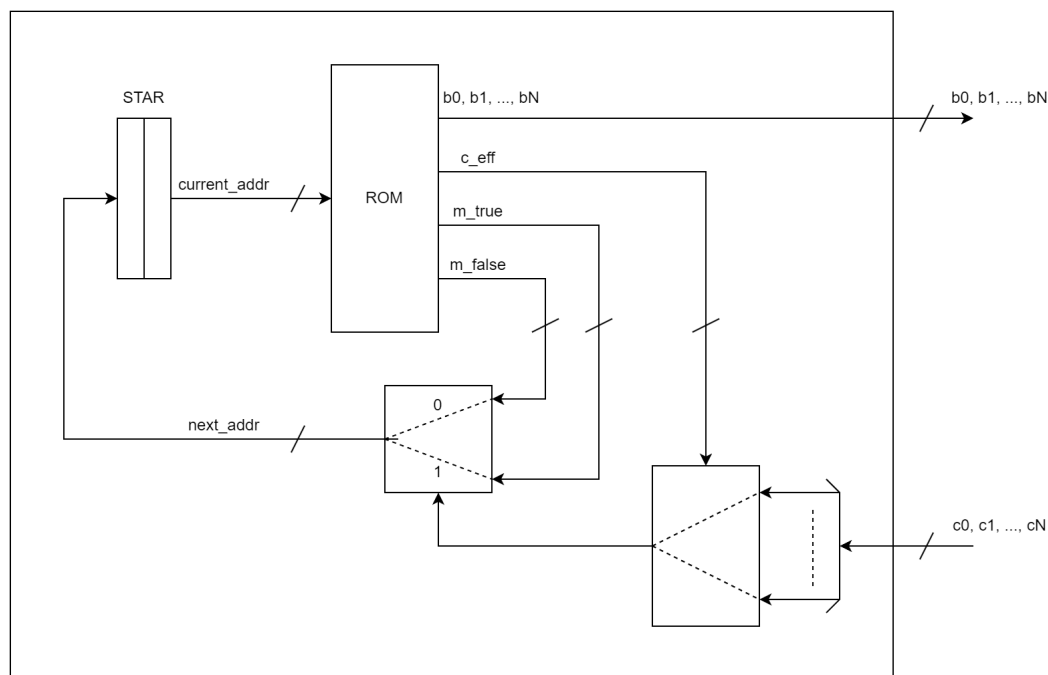 b0, b1, ..., bN
b0, b1, ..., bN
STAR
c_eff
current_addr
ROM
m_true
m_false
0
next_addr
1
c0, c1, ..., cN